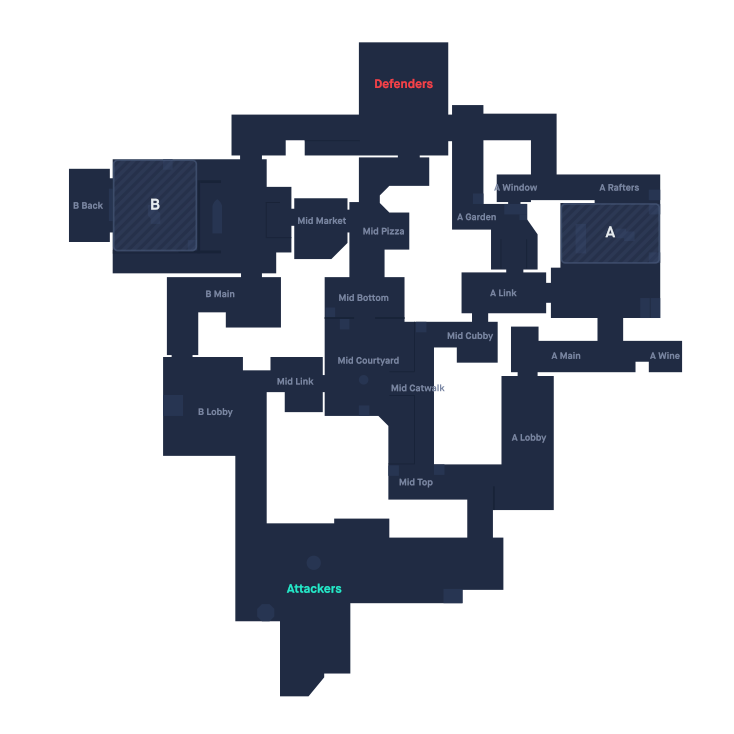 Defenders
A Window
A Rafters
B Back
B
A Garden
Mid Market
Mid Pizza
A
B Main
Mid Bottom
A Link
Mid Cubby
Mid Courtyard
A Main
A Wine
Mid Link
Mid Catwalk
B Lobby
A Lobby
Mid Top
Attackers